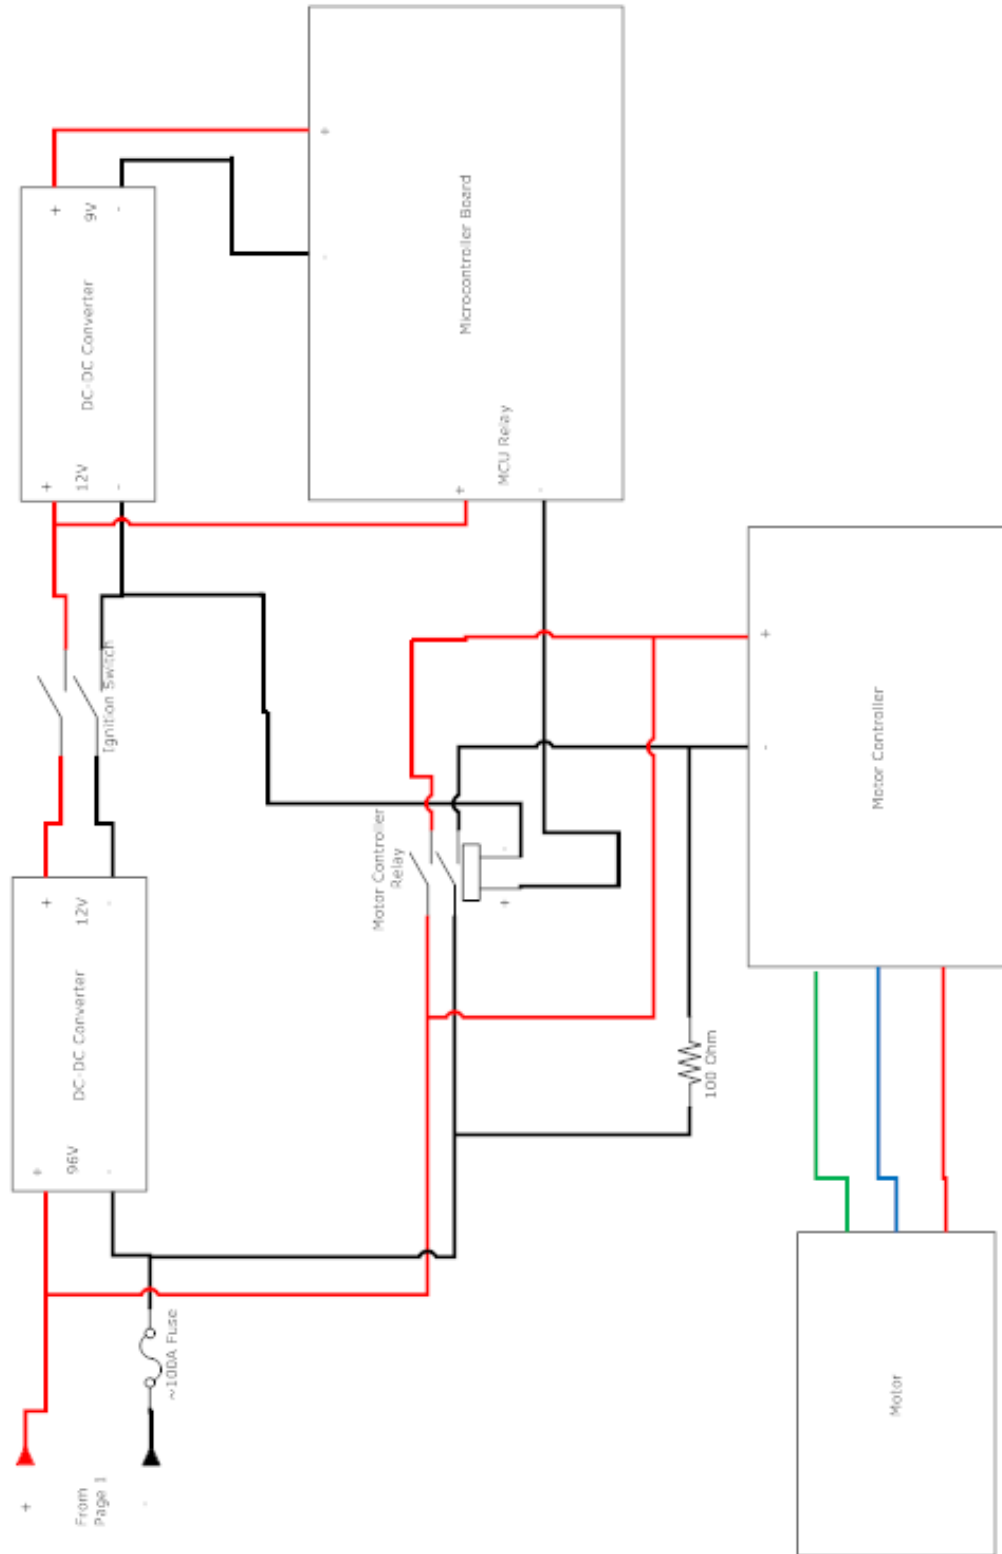 +
9V
-
DC-DC Converter
+
12V
-
+
-
Microcontroller Board
MCU Relay
+
-
Ignition Switch
+
12V
-
DC-DC Converter
+
96V
-
Motor Controller
Relay
-
+
+
-
Motor Controller
100 Ohm
~100A Fuse
+
From
Page 1
-
Motor